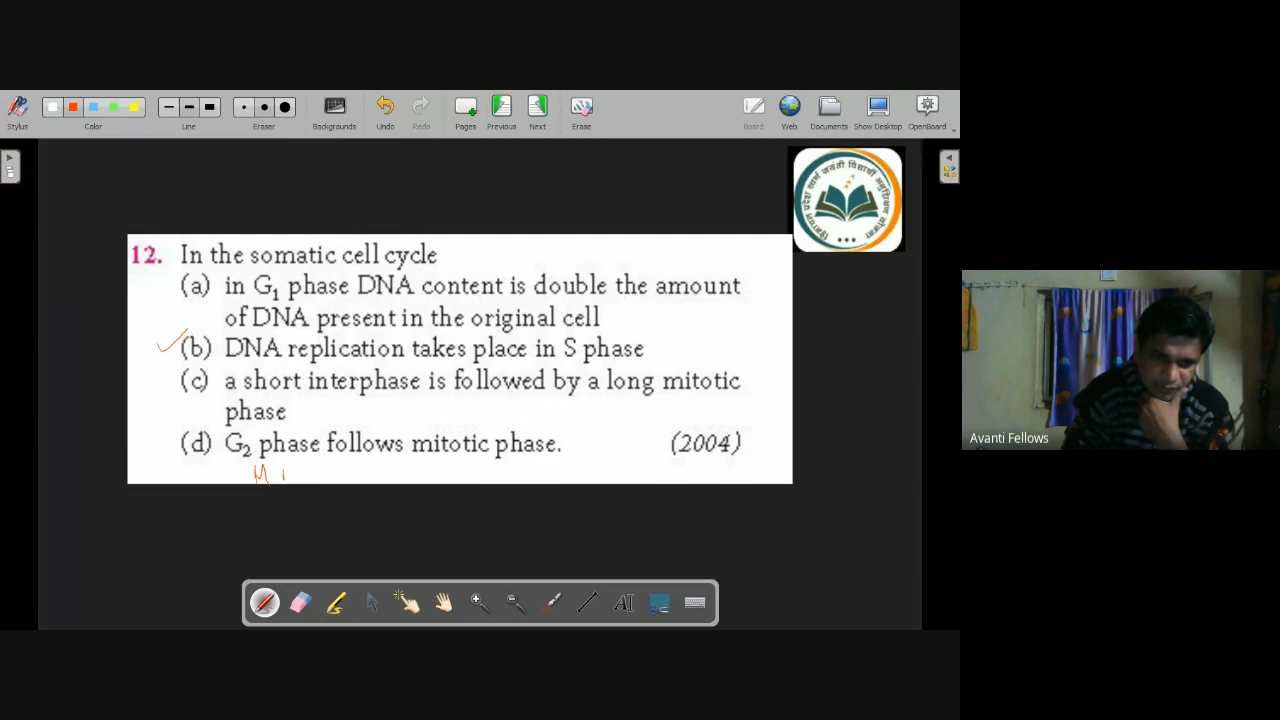 Stylus
Color
Line
Eraser
Backgrounds
Undo
Redo
Pages
Previous
Next
Erase
Board
Web
Documents
Show Desktop
OpenBoard
12. In the somatic cell cycle
(a) in G₁ phase DNA content is double the amount
of DNA present in the original cell
(b) DNA replication takes place in S phase
(c) a short interphase is followed by a long mitotic
phase
(d) G₂ phase follows mitotic phase. (2004)
M
Avanti Fellows